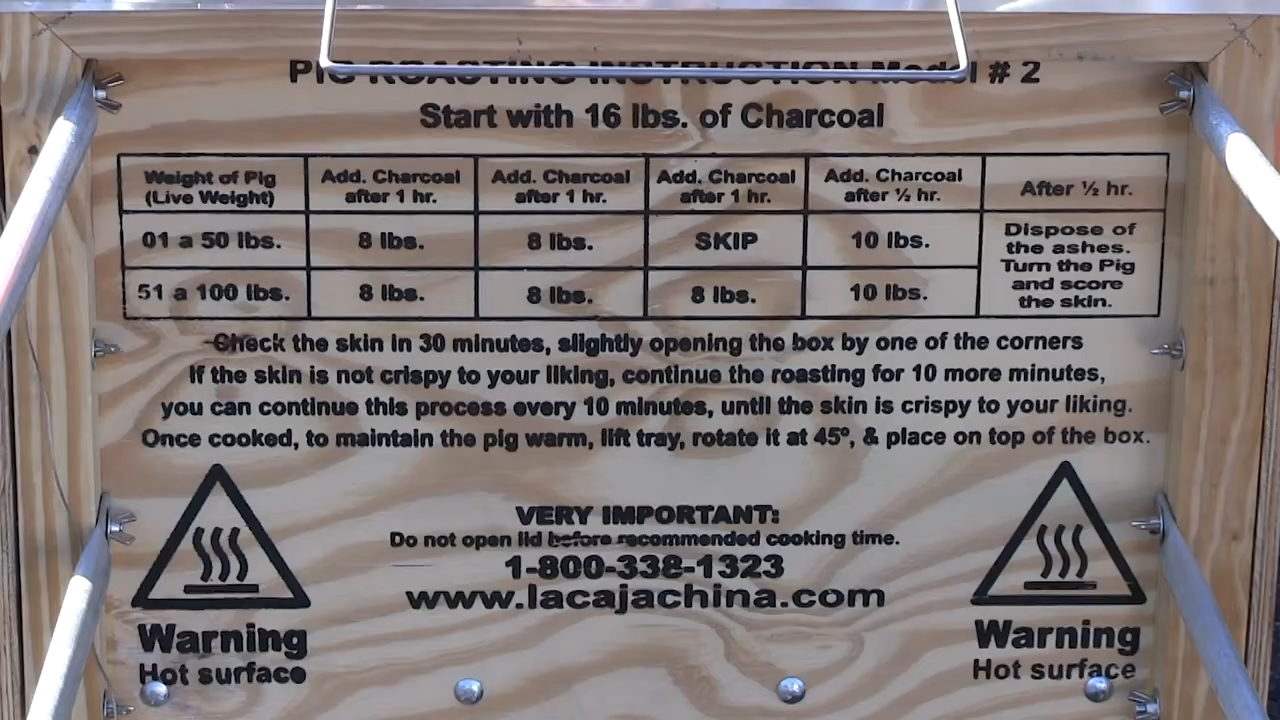 PIG ROASTING INSTRUCTION Model # 2
Start with 16 lbs. of Charcoal
Weight of Pig (Live Weight) Add. Charcoal after 1 hr. Add. Charcoal after 1 hr. Add. Charcoal after 1 hr. Add. Charcoal after ½ hr. After ½ hr.
01 a 50 lbs. 8 lbs. 8 lbs. SKIP 10 lbs.
51 a 100 lbs. 8 lbs. 8 lbs. 8 lbs. 10 lbs.
Dispose of
the ashes.
Turn the Pig
and score
the skin.
Check the skin in 30 minutes, slightly opening the box by one of the corners
If the skin is not crispy to your liking, continue the roasting for 10 more minutes,
you can continue this process every 10 minutes, until the skin is crispy to your liking.
Once cooked, to maintain the pig warm, lift tray, rotate it at 45º, & place on top of the box.
VERY IMPORTANT:
Do not open lid before recommended cooking time.
1-800-338-1323
www.lacajachina.com
Warning
Hot surface
Warning
Hot surface